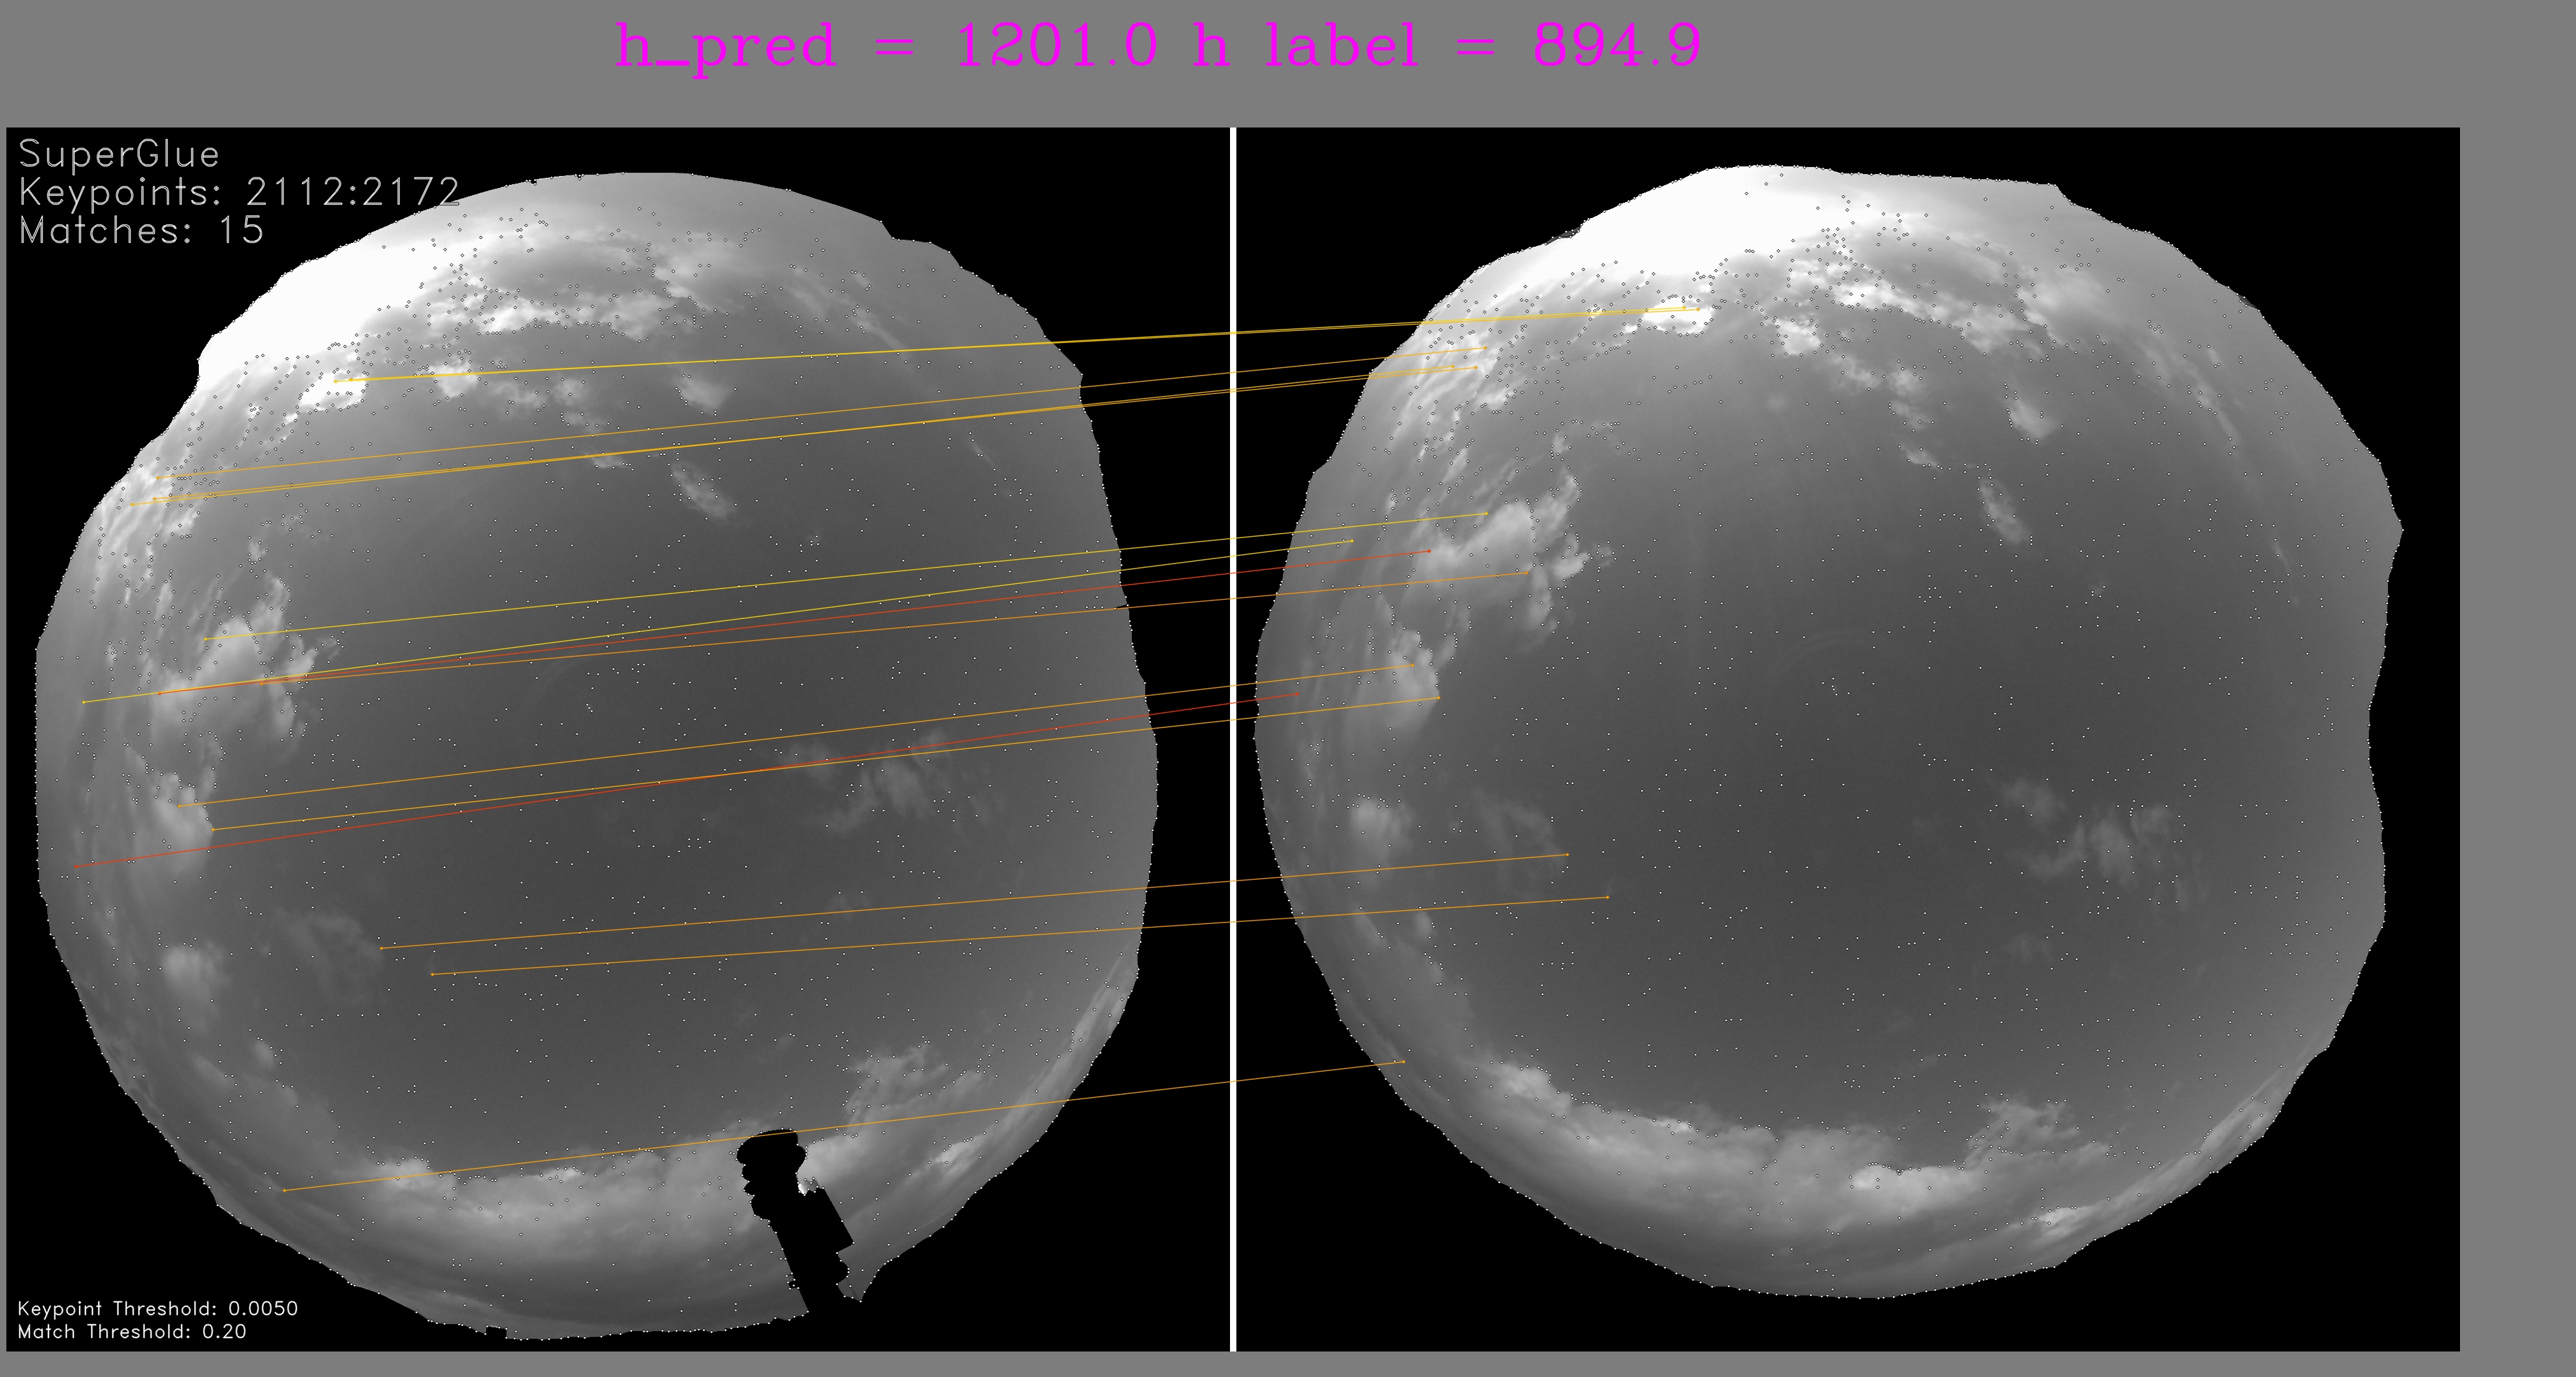 h_pred = 1201.0 h label = 894.9
SuperGlue
Keypoints: 2112:2172
Matches: 15
Keypoint Threshold: 0.0050
Match Threshold: 0.20